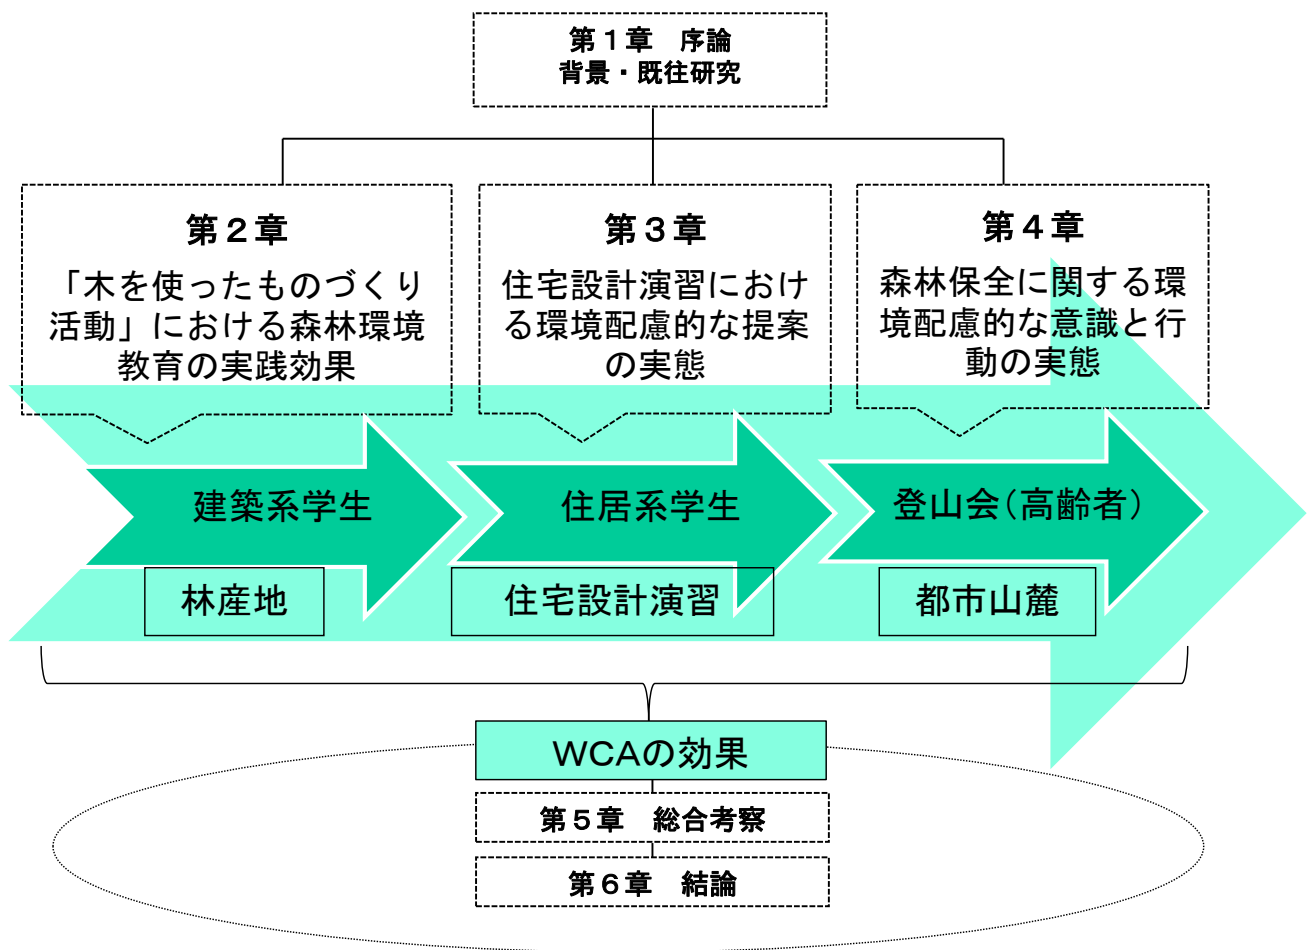 第１章　序論
背景・既往研究
第２章
「木を使ったものづくり
活動」における森林環境
教育の実践効果
第３章
住宅設計演習におけ
る環境配慮的な提案
の実態
第４章
森林保全に関する環
境配慮的な意識と行
動の実態
建築系学生
住居系学生
登山会（高齢者）
林産地
住宅設計演習
都市山麓
WCAの効果
第５章　総合考察
第６章　結論